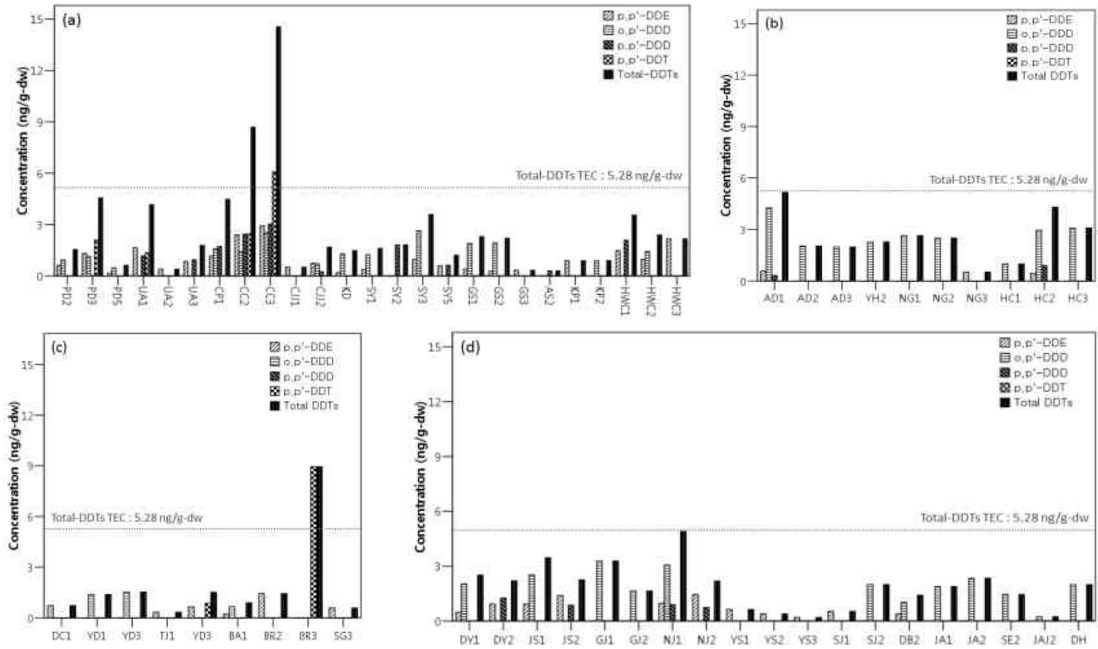 (a)
p,p'-DDE
o,p'-DDD
p,p'-DDD
p,p'-DDT
Total-DDTs
Concentration (ng/g-dw)
15
12
9
6
3
0
Total-DDTs TEC : 5.28 ng/g-dw
PD2 PD3 PD5 UA1 UA2 UA3 CP1 CC2 CC3 CJJ1 CJJ2 KD SY1 SY2 SY3 SY5 GS1 GS2 GS3 AS2 KP1 KP2 HWC1 HWC2 HWC3
(b)
p,p'-DDE
o,p'-DDD
p,p'-DDD
Total DDTs
Concentration (ng/g-dw)
15
12
9
6
3
0
Total-DDTs TEC : 5.28 ng/g-dw
AD1 AD2 AD3 YH2 NG1 NG2 NG3 HC1 HC2 HC3
(c)
p,p'-DDE
o,p'-DDD
p,p'-DDD
p,p'-DDT
Total DDTs
Concentration (ng/g-dw)
15
12
9
6
3
0
Total-DDTs TEC : 5.28 ng/g-dw
DC1 YD1 YD3 TJ1 YD3 BA1 BR2 BR3 SG3
(d)
p,p'-DDE
o,p'-DDD
p,p'-DDD
p,p'-DDT
Total DDTs
Concentration (ng/g-dw)
15
12
9
6
3
0
Total-DDTs TEC : 5.28 ng/g-dw
DY1 DY2 JS1 JS2 GJ1 GJ2 NJ1 NJ2 YS1 YS2 YS3 SJ1 SJ2 DB2 JA1 JA2 SE2 JAJ2 DH